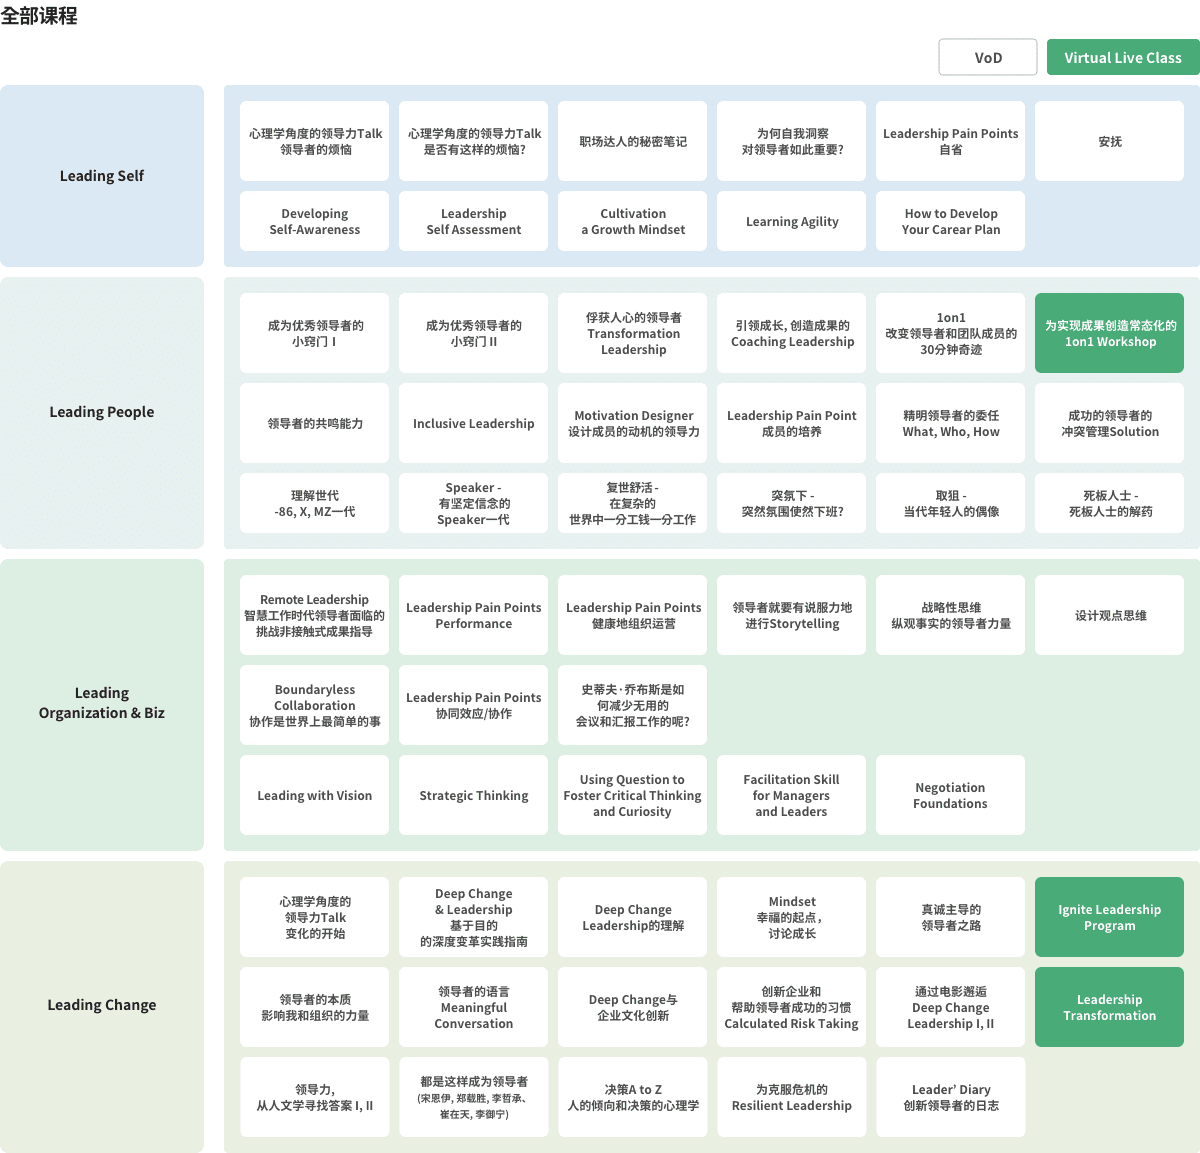 全部课程
VoD
Virtual Live Class
Leading Self
心理学角度的领导力Talk
领导者的烦恼
心理学角度的领导力Talk
是否有这样的烦恼?
职场达人的秘密笔记
为何自我洞察
对领导者如此重要?
Leadership Pain Points
自省
安抚
Developing
Self-Awareness
Leadership
Self Assessment
Cultivation
a Growth Mindset
Learning Agility
How to Develop
Your Carear Plan
Leading People
成为优秀领导者的
小窍门 I
成为优秀领导者的
小窍门 II
俘获人心的领导者
Transformation
Leadership
引领成长, 创造成果的
Coaching Leadership
1on1
改变领导者和团队成员的
30分钟奇迹
为实现成果创造常态化的
1on1 Workshop
领导者的共鸣能力
Inclusive Leadership
Motivation Designer
设计成员的动机的领导力
Leadership Pain Point
成员的培养
精明领导者的委任
What, Who, How
成功的领导者的
冲突管理Solution
理解世代
-86, X, MZ一代
Speaker -
有坚定信念的
Speaker一代
复世舒活 -
在复杂的
世界中一分工钱一分工作
突氛下 -
突然氛围使然下班?
取狙 -
当代年轻人的偶像
死板人士 -
死板人士的解药
Leading
Organization & Biz
Remote Leadership
智慧工作时代领导者面临的
挑战非接触式成果指导
Leadership Pain Points
Performance
Leadership Pain Points
健康地组织运营
领导者就要有说服力地
进行Storytelling
战略性思维
纵观事实的领导者力量
设计观点思维
Boundaryless
Collaboration
协作是世界上最简单的事
Leadership Pain Points
协同效应/协作
史蒂夫·乔布斯是如
何减少无用的
会议和汇报工作的呢?
Leading with Vision
Strategic Thinking
Using Question to
Foster Critical Thinking
and Curiosity
Facilitation Skill
for Managers
and Leaders
Negotiation
Foundations
Leading Change
心理学角度的
领导力Talk
变化的开始
Deep Change
& Leadership
基于目的
的深度变革实践指南
Deep Change
Leadership的理解
Mindset
幸福的起点，
讨论成长
真诚主导的
领导者之路
Ignite Leadership
Program
领导者的本质
影响我和组织的力量
领导者的语言
Meaningful
Conversation
Deep Change与
企业文化创新
创新企业和
帮助领导者成功的习惯
Calculated Risk Taking
通过电影邂逅
Deep Change
Leadership I, II
Leadership
Transformation
领导力,
从人文学寻找答案 I, II
都是这样成为领导者
(宋恩伊, 郑载胜, 李哲承、
崔在天, 李御宁)
决策A to Z
人的倾向和决策的心理学
为克服危机的
Resilient Leadership
Leader’ Diary
创新领导者的日志